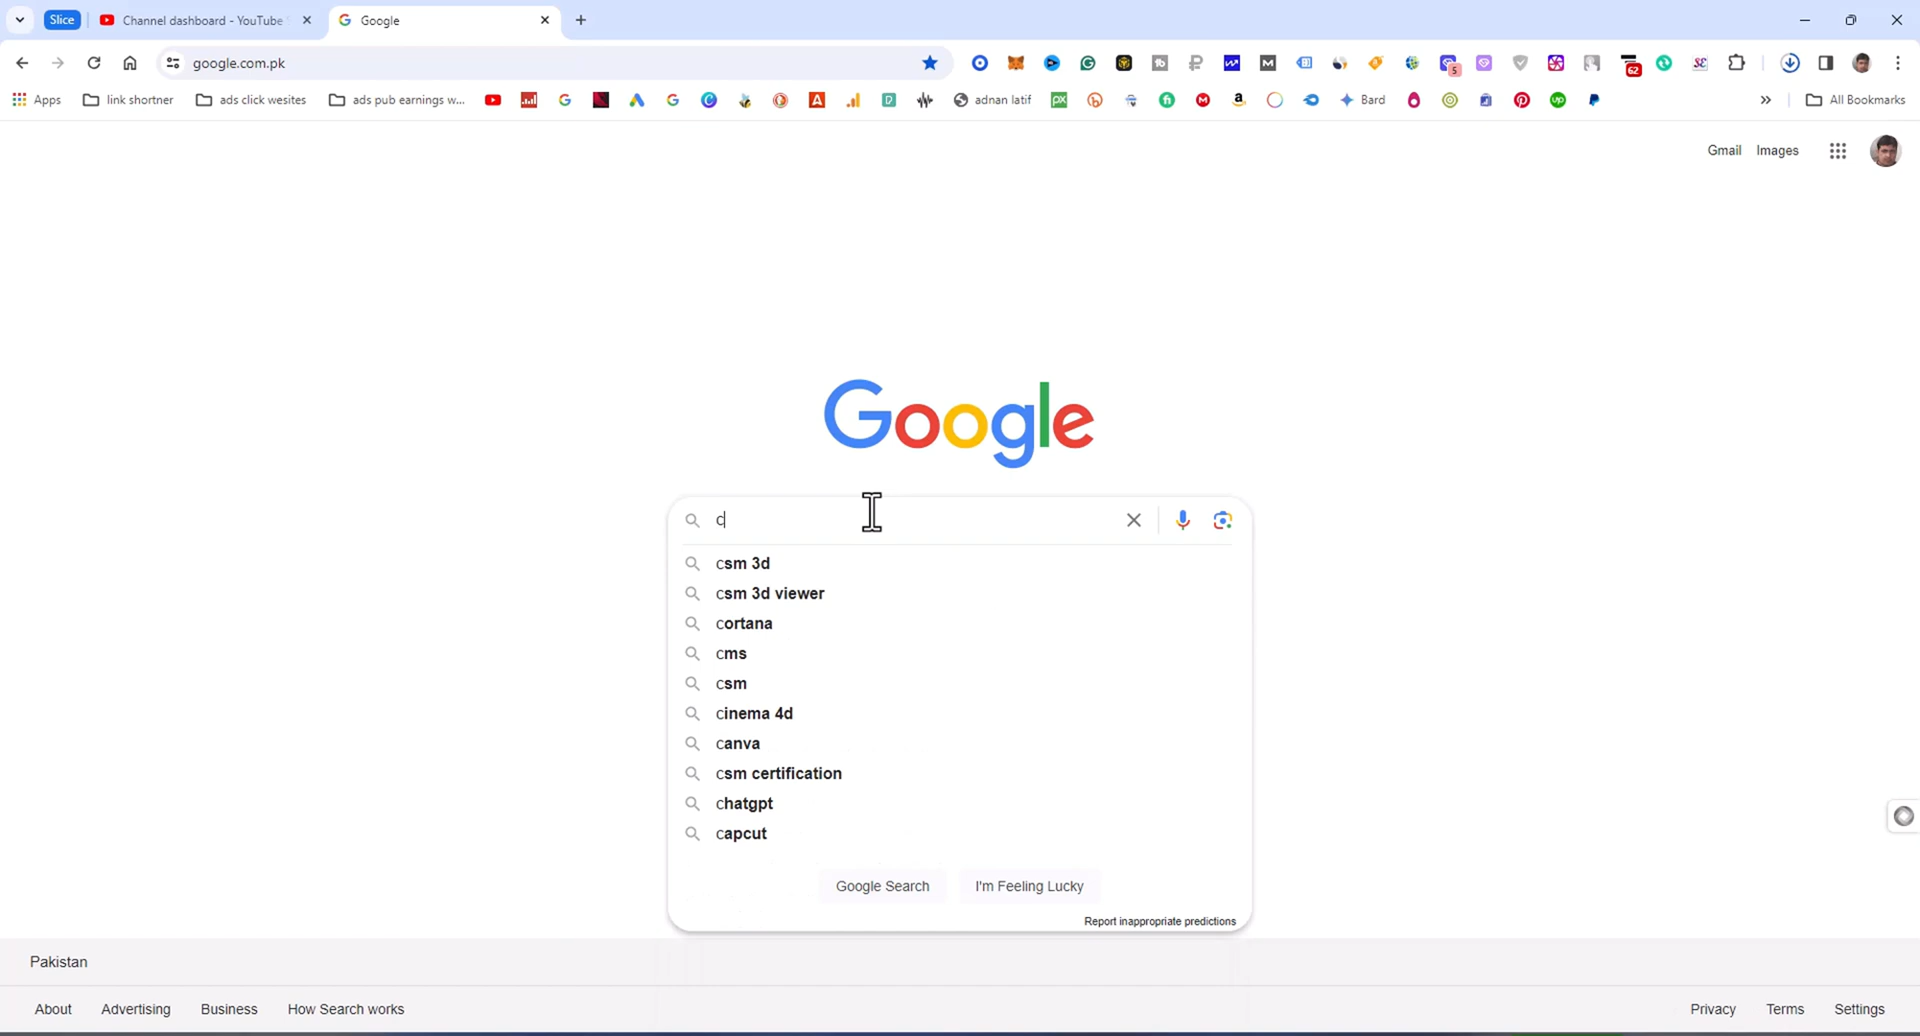 Slice
Channel dashboard - YouTube
Google
google.com.pk
5
62
Apps
link shortner
ads click wesites
ads pub earnings w...
adnan latif
Bard
All Bookmarks
Gmail
Images
Google
c
csm 3d
csm 3d viewer
cortana
cms
csm
cinema 4d
canva
csm certification
chatgpt
capcut
Google Search
I'm Feeling Lucky
Report inappropriate predictions
Pakistan
About
Advertising
Business
How Search works
Privacy
Terms
Settings